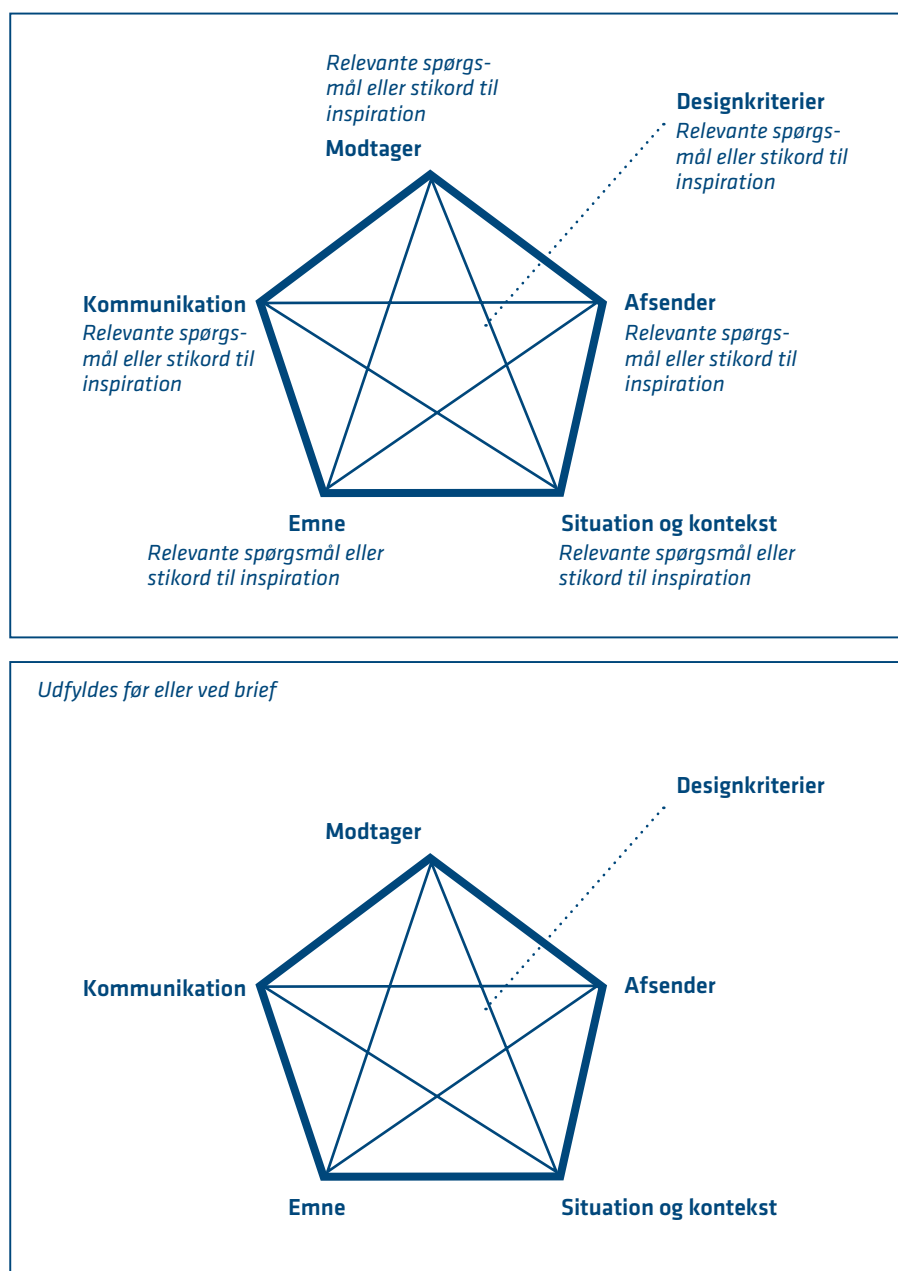 Relevante spørgs-
mål eller stikord til
inspiration
Modtager
Designkriterier
Relevante spørgs-
mål eller stikord til
inspiration
Kommunikation
Relevante spørgs-
mål eller stikord til
inspiration
Afsender
Relevante spørgs-
mål eller stikord til
inspiration
Emne
Relevante spørgsmål eller
stikord til inspiration
Situation og kontekst
Relevante spørgsmål eller
stikord til inspiration
Udfyldes før eller ved brief
Designkriterier
Modtager
Kommunikation
Afsender
Emne
Situation og kontekst